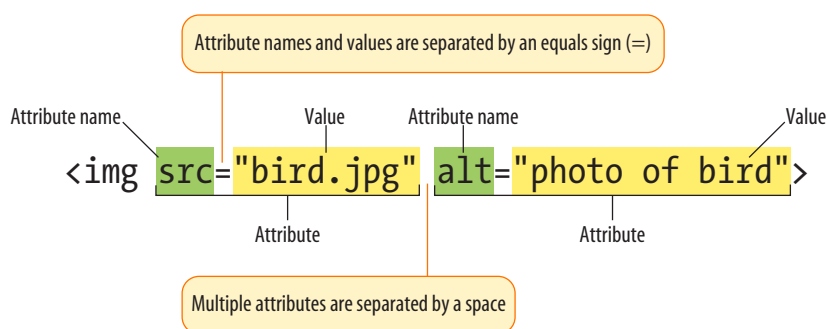 Attribute names and values are separated by an equals sign (=)
Attribute name Value Attribute name Value
<img src="bird.jpg" alt="photo of bird">
Attribute Attribute
Multiple attributes are separated by a space